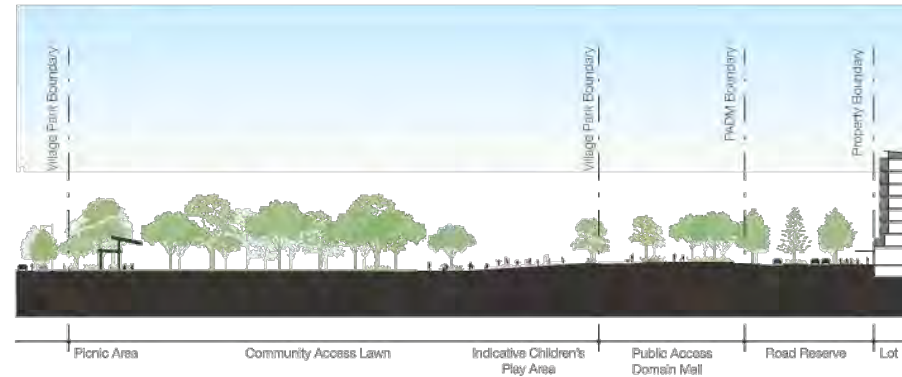 Village Park Boundary
Village Park Boundary
PADM Boundary
Property Boundary
Picnic Area
Community Access Lawn
Indicative Children's
Play Area
Public Access
Domain Mall
Road Reserve
Lot